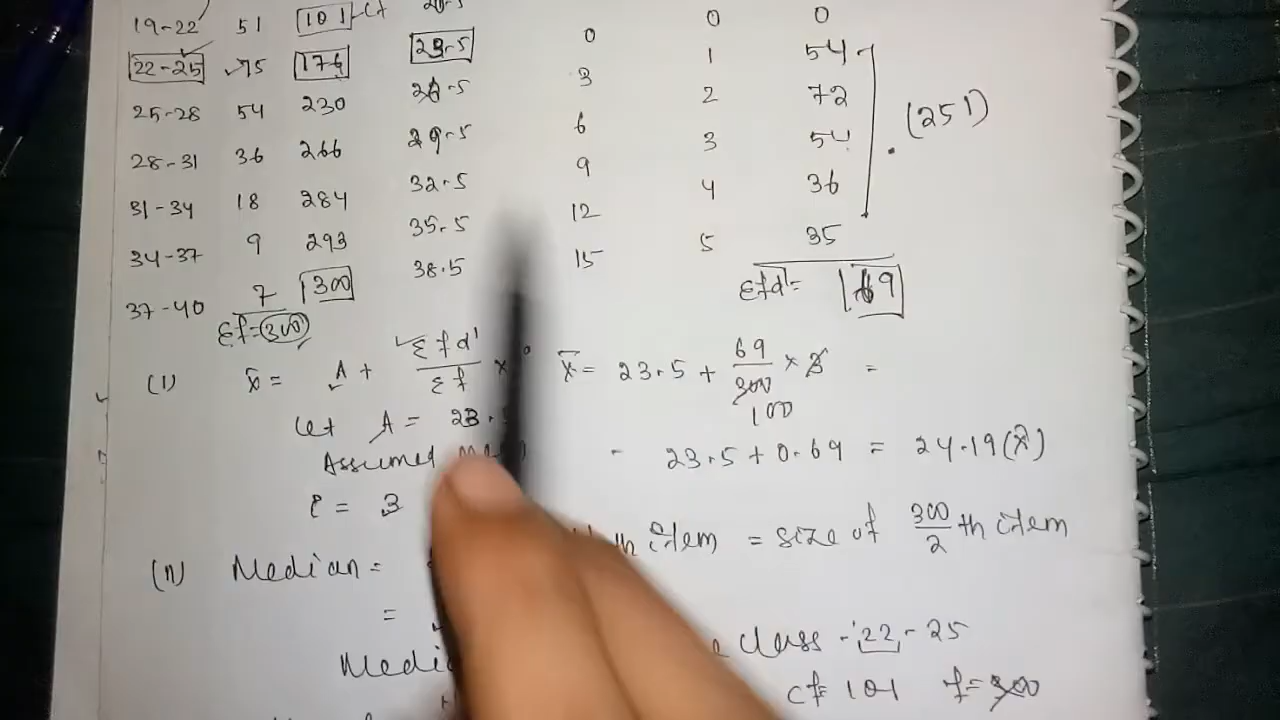 19-22 51 101 cf 20.5 0 0
22-25 75 176 23.5 0 1 54
25-28 54 230 26.5 3 2 72 (251)
28-31 36 266 29.5 6 3 54
31-34 18 284 32.5 9 4 36
34-37 9 293 35.5 12 5 35
37-40 7 300 38.5 15 Σfd' = 69
Σf=300
(I) x̄ = A + Σfd' / Σf × x̄ = 23.5 + 69/300 × 3 =
100
Let A = 23.
Assumed - 23.5 + 0.69 = 24.19 (x̄)
i = 3
(II) Median = th item = size of 300/2 th item
=
class - 22-25
cf= 101 f=300